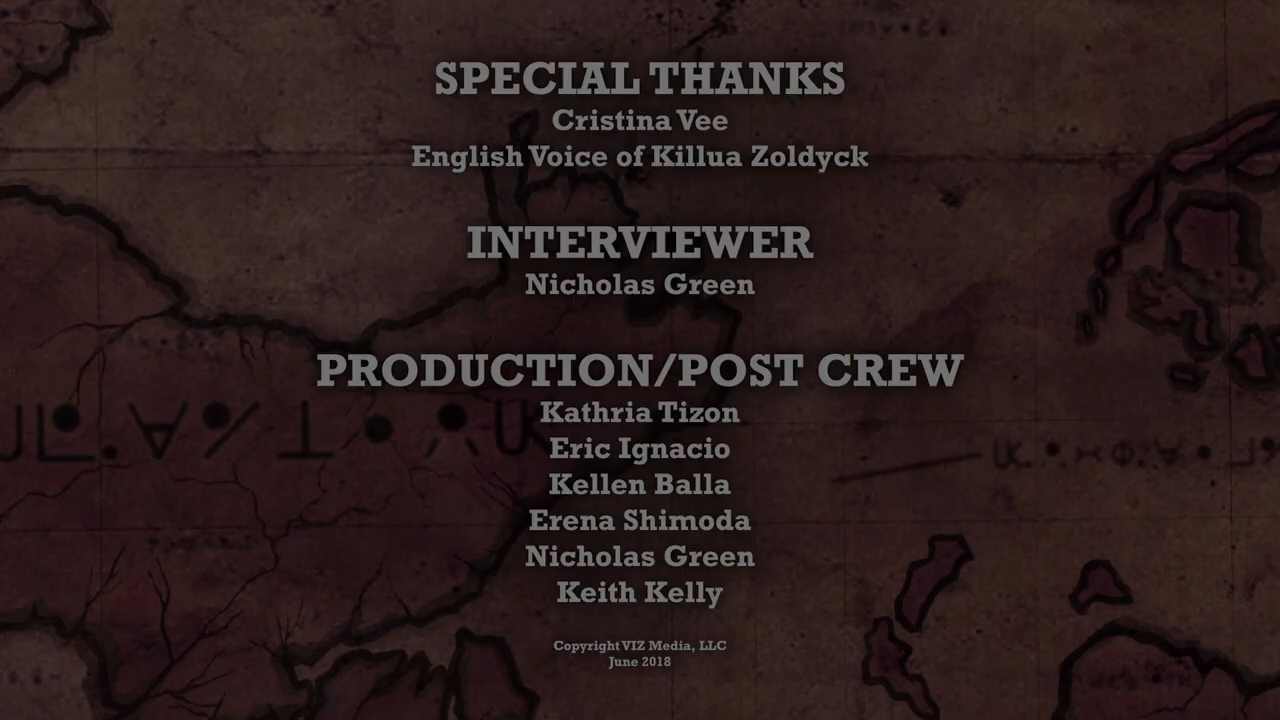 SPECIAL THANKS
Cristina Vee
English Voice of Killua Zoldyck
INTERVIEWER
Nicholas Green
PRODUCTION/POST CREW
Kathria Tizon
Eric Ignacio
Kellen Balla
Erena Shimoda
Nicholas Green
Keith Kelly
Copyright VIZ Media, LLC
June 2018